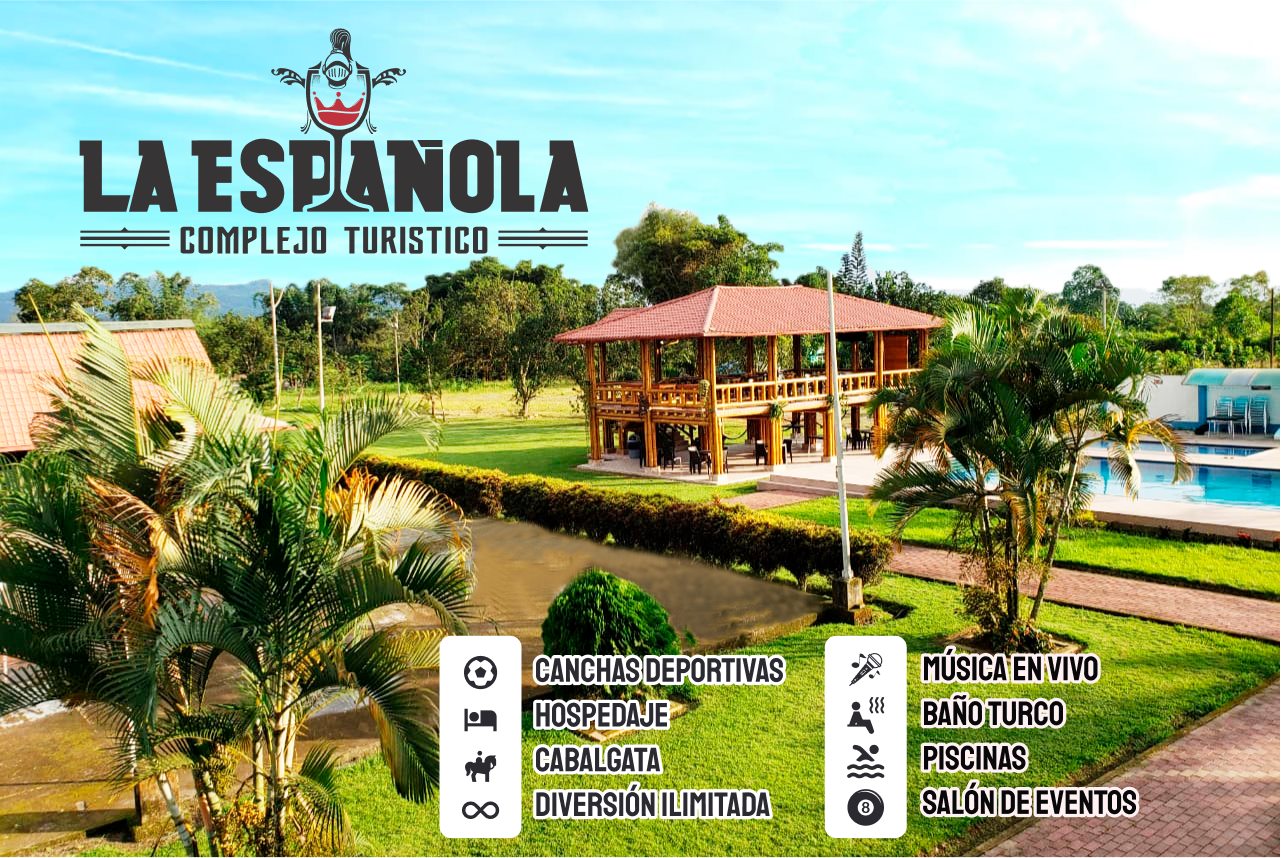 LA ESPAÑOLA
COMPLEJO TURISTICO
CANCHAS DEPORTIVAS
HOSPEDAJE
CABALGATA
DIVERSIÓN ILIMITADA
MÚSICA EN VIVO
BAÑO TURCO
PISCINAS
8
SALÓN DE EVENTOS